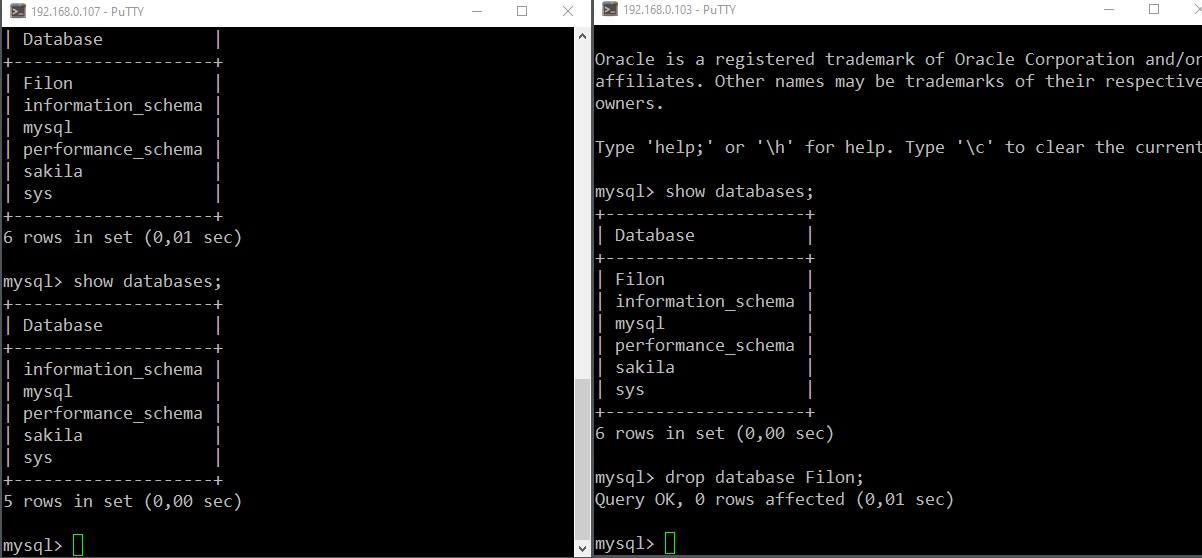 192.168.0.107 - PuTTY
| Database           |
+--------------------+
| Filon              |
| information_schema |
| mysql              |
| performance_schema |
| sakila             |
| sys                |
+--------------------+
6 rows in set (0,01 sec)
mysql> show databases;
+--------------------+
| Database           |
+--------------------+
| information_schema |
| mysql              |
| performance_schema |
| sakila             |
| sys                |
+--------------------+
5 rows in set (0,00 sec)
mysql>
192.168.0.103 - PuTTY
Oracle is a registered trademark of Oracle Corporation and/or
affiliates. Other names may be trademarks of their respective
owners.
Type 'help;' or '\h' for help. Type '\c' to clear the current
mysql> show databases;
+--------------------+
| Database           |
+--------------------+
| Filon              |
| information_schema |
| mysql              |
| performance_schema |
| sakila             |
| sys                |
+--------------------+
6 rows in set (0,00 sec)
mysql> drop database Filon;
Query OK, 0 rows affected (0,01 sec)
mysql>